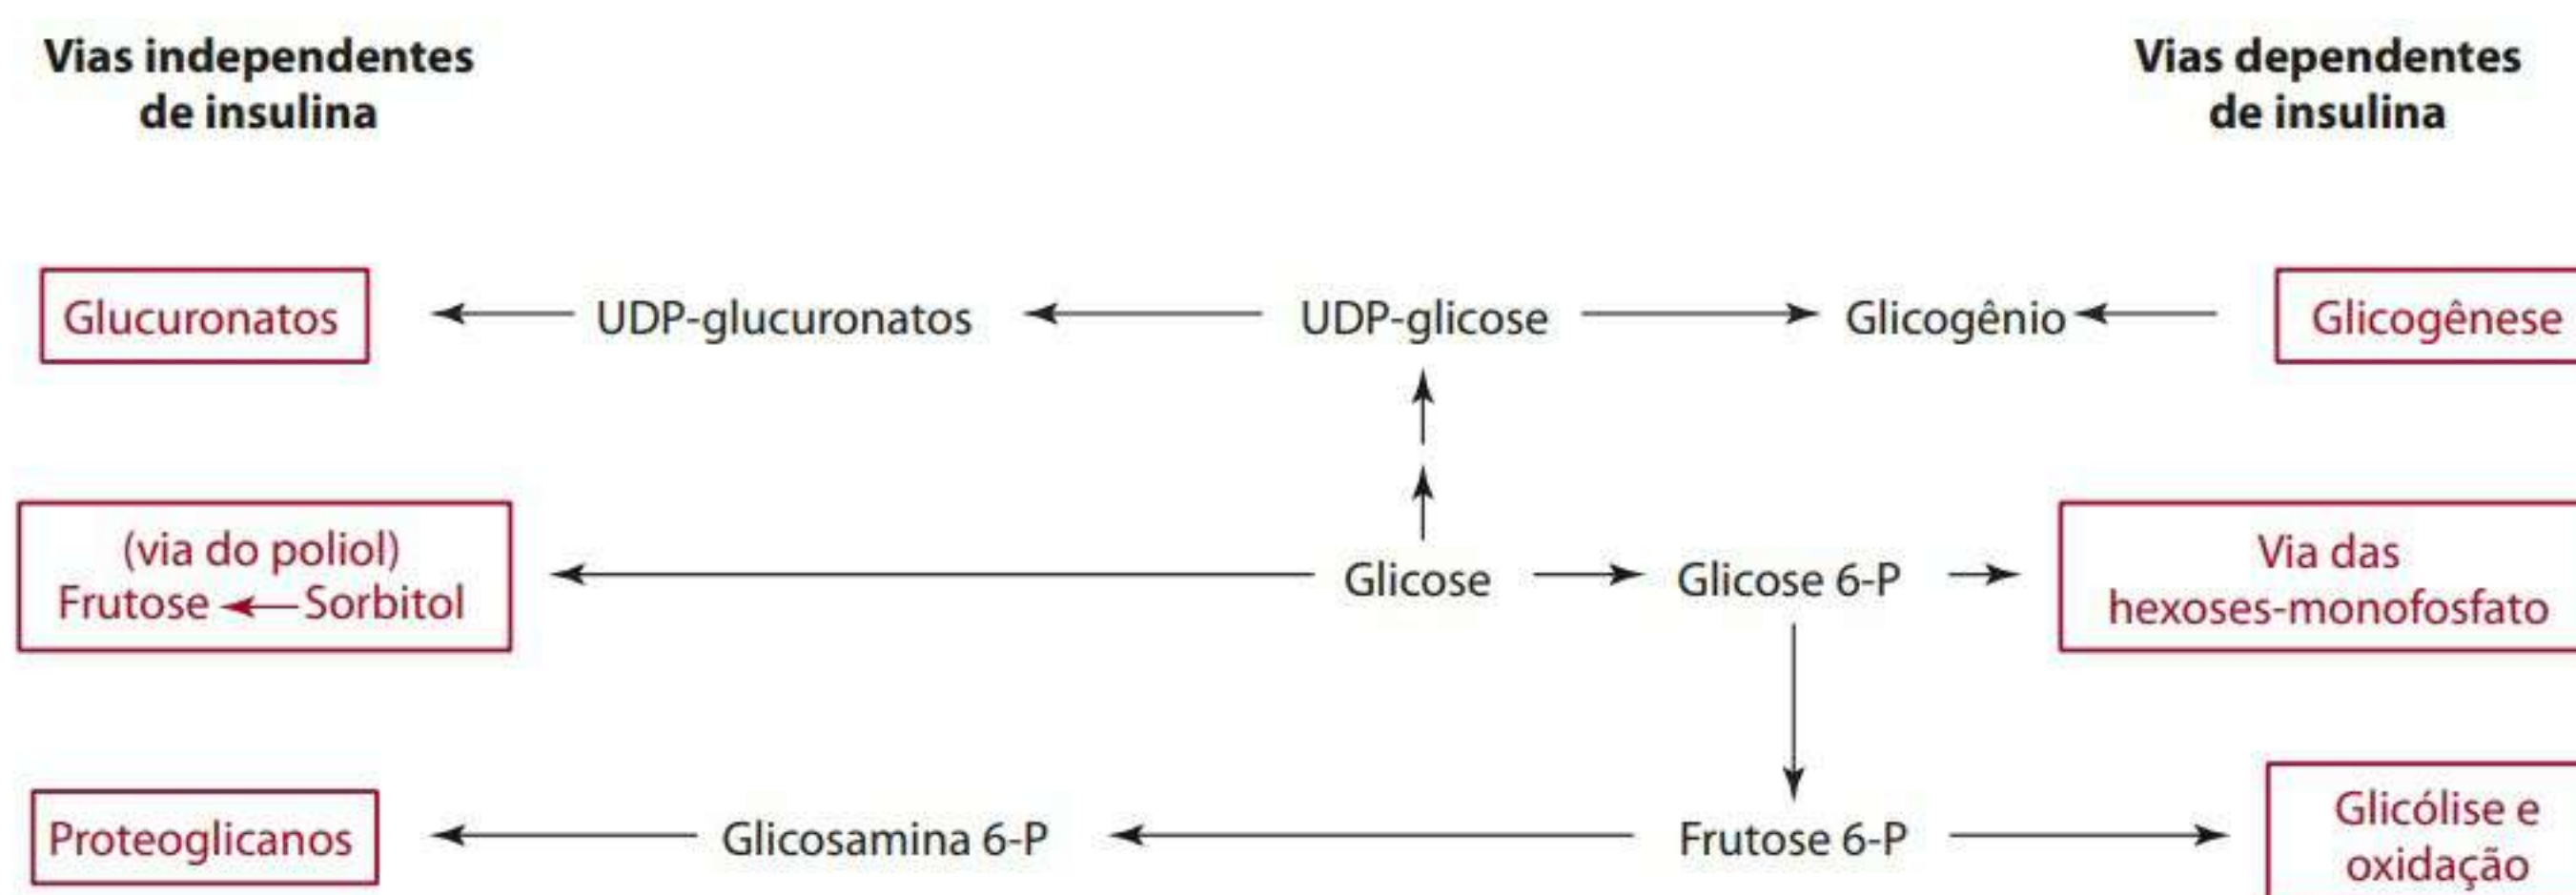 Vias independentes
de insulina
Vias dependentes
de insulina
Glucuronatos
UDP-glucuronatos
UDP-glicose
Glicogênio
Glicogênese
(via do poliol)
Frutose
Sorbitol
Glicose
Glicose 6-P
Via das
hexoses-monofosfato
Proteoglicanos
Glicosamina 6-P
Frutose 6-P
Glicólise e
oxidação